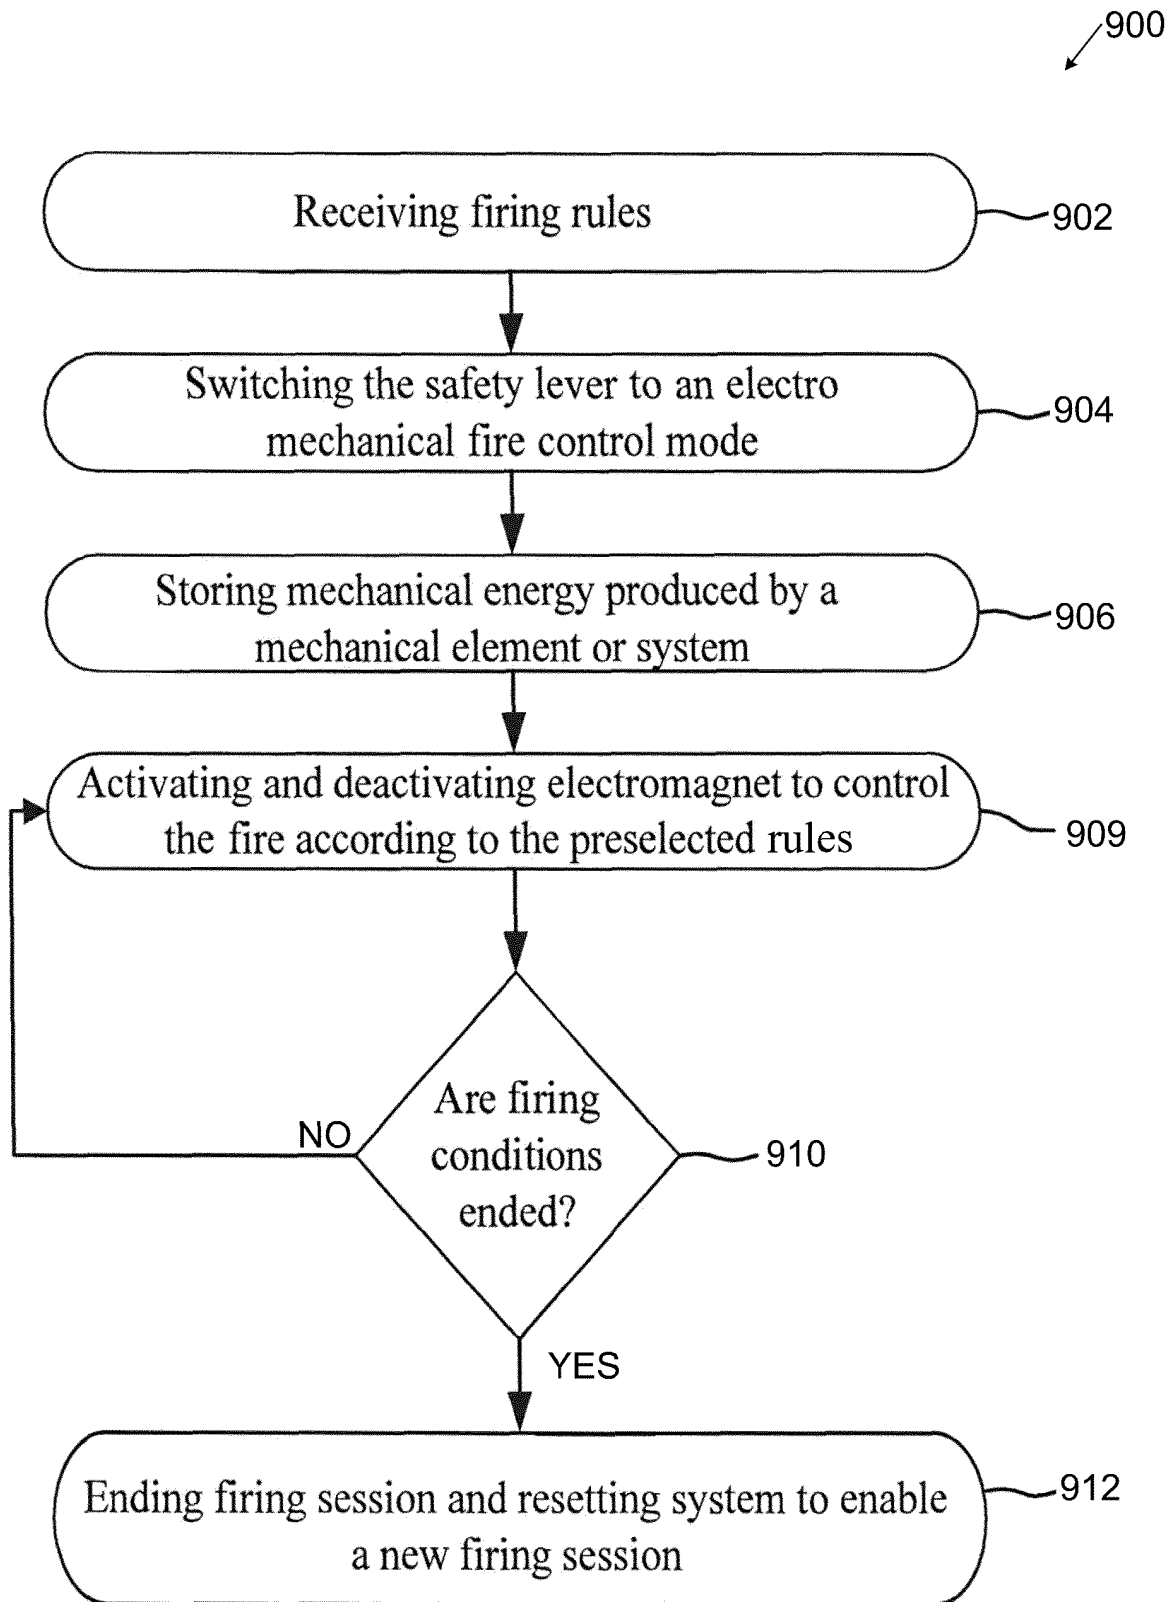 900
Receiving firing rules
902
Switching the safety lever to an electro
mechanical fire control mode
904
Storing mechanical energy produced by a
mechanical element or system
906
Activating and deactivating electromagnet to control
the fire according to the preselected rules
909
Are firing
conditions
ended?
NO
910
YES
Ending firing session and resetting system to enable
a new firing session
912